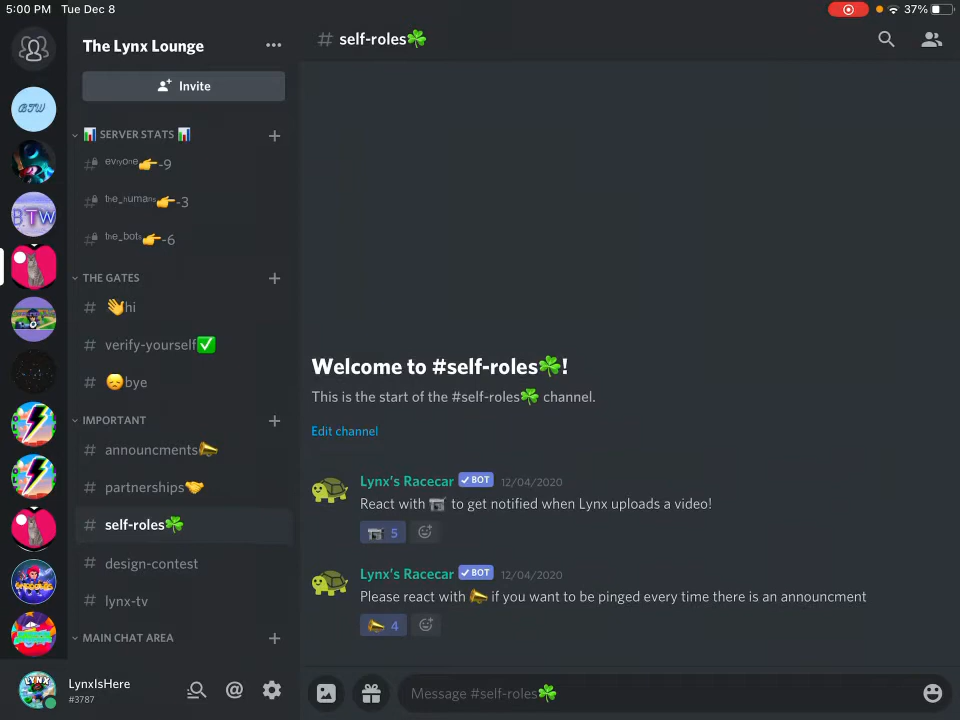 5:00 PM Tue Dec 8
37%
The Lynx Lounge
Invite
📊 SERVER STATS 📊
ᵉᵛʳʸᵒⁿᵉ👉-9
ᵗʰᵉ_ʰᵘᵐᵃⁿˢ👉-3
ᵗʰᵉ_ᵇᵒᵗˢ👉-6
THE GATES
# 👋hi
# verify-yourself✅
# 😞bye
IMPORTANT
# announcments📣
# partnerships🤝
# self-roles☘️
# design-contest
# lynx-tv
MAIN CHAT AREA
LynxIsHere
#3787
BTW
BTW
LYNX
# self-roles☘️
Welcome to #self-roles☘️!
This is the start of the #self-roles☘️ channel.
Edit channel
Lynx's Racecar ✓BOT 12/04/2020
React with 🔫 to get notified when Lynx uploads a video!
5
Lynx's Racecar ✓BOT 12/04/2020
Please react with 📣 if you want to be pinged every time there is an announcment
📣 4
Message #self-roles☘️